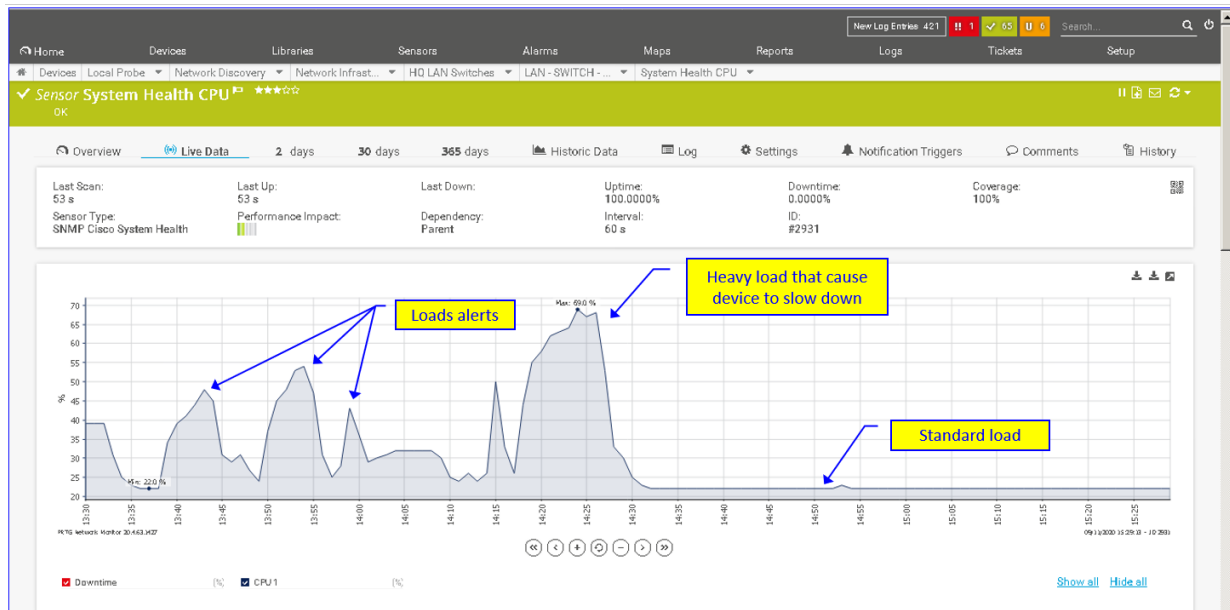 New Log Entries 421 !! 1 65 6 Search...
Home Devices Libraries Sensors Alarms Maps Reports Logs Tickets Setup
Devices Local Probe Network Discovery Network Infrast... HQ LAN Switches LAN - SWITCH - ... System Health CPU
Sensor System Health CPU
OK
Overview Live Data 2 days 30 days 365 days Historic Data Log Settings Notification Triggers Comments History
Last Scan: Last Up: Last Down: Uptime: Downtime: Coverage:
53 s 53 s 100.0000% 0.0000% 100%
Sensor Type: Performance Impact: Dependency: Interval: ID:
SNMP Cisco System Health Parent 60 s #2931
Heavy load that cause
device to slow down
Loads alerts
Standard load
Max: 69.0 %
Min: 22.0 %
%
70
65
60
55
50
45
40
35
30
25
20
13:30 13:35 13:40 13:45 13:50 13:55 14:00 14:05 14:10 14:15 14:20 14:25 14:30 14:35 14:40 14:45 14:50 14:55 15:00 15:05 15:10 15:15 15:20 15:25
PRTG Network Monitor 20.4.63.1427
Downtime (%) CPU 1 (%) Show all Hide all